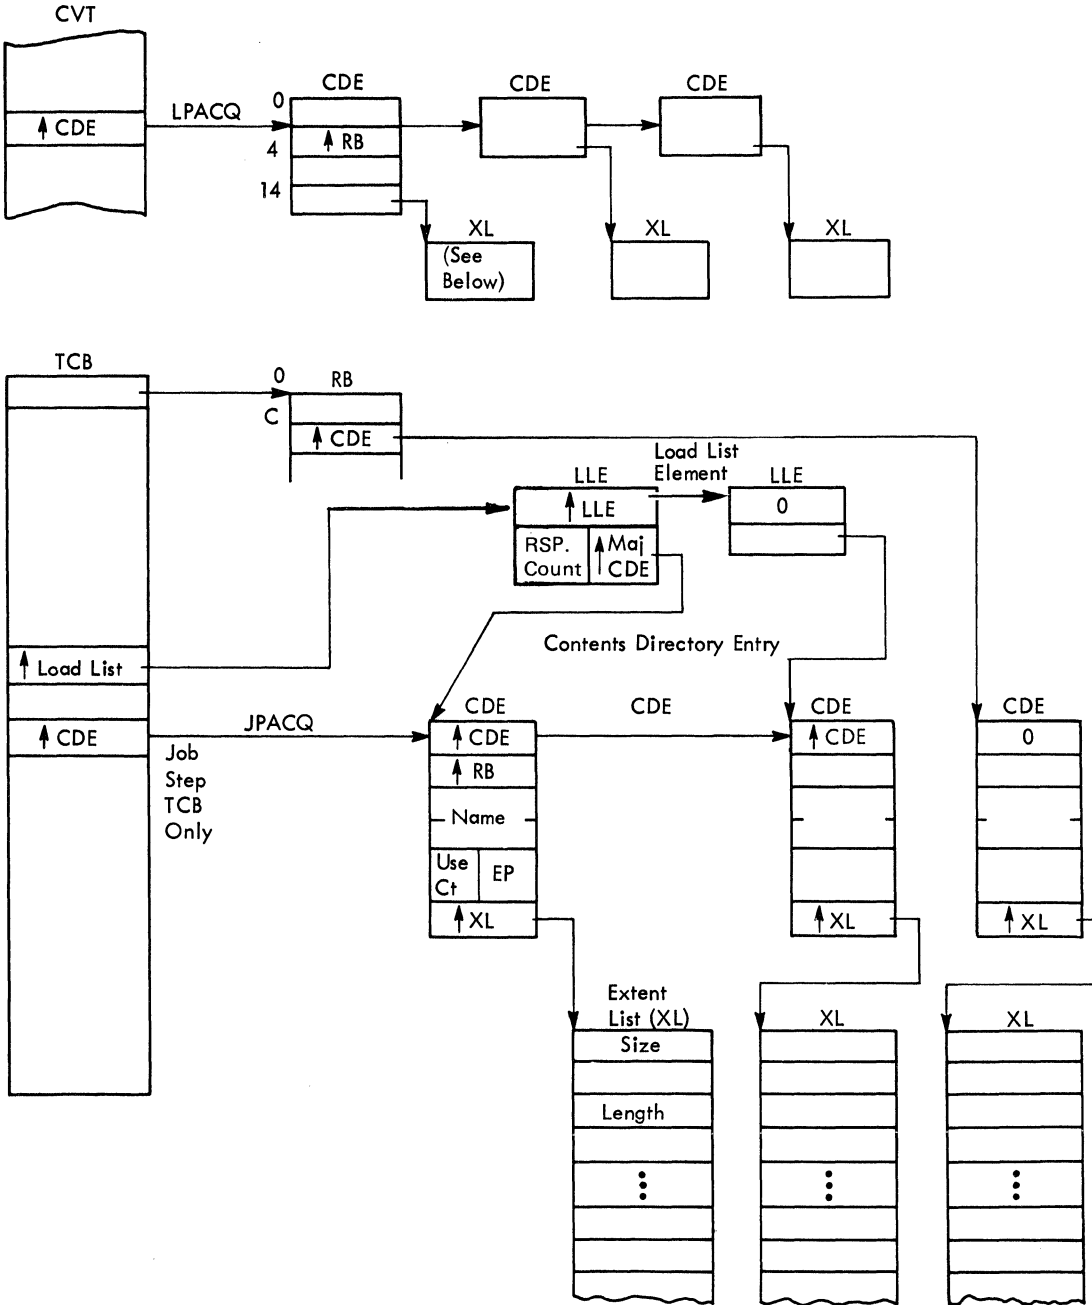 CVT
↑ CDE
LPACQ
CDE
0
↑ RB
4
14
CDE
CDE
XL
(See
Below)
XL
XL
TCB
0
RB
C
↑ CDE
Load List
Element
LLE
↑ LLE
RSP.
Count
↑ Maj
CDE
LLE
0
↑ Load List
Contents Directory Entry
↑ CDE
JPACQ
Job
Step
TCB
Only
CDE
↑ CDE
↑ RB
Name
Use
Ct
EP
↑ XL
CDE
CDE
↑ CDE
↑ XL
CDE
0
↑ XL
Extent
List (XL)
Size
Length
XL
XL